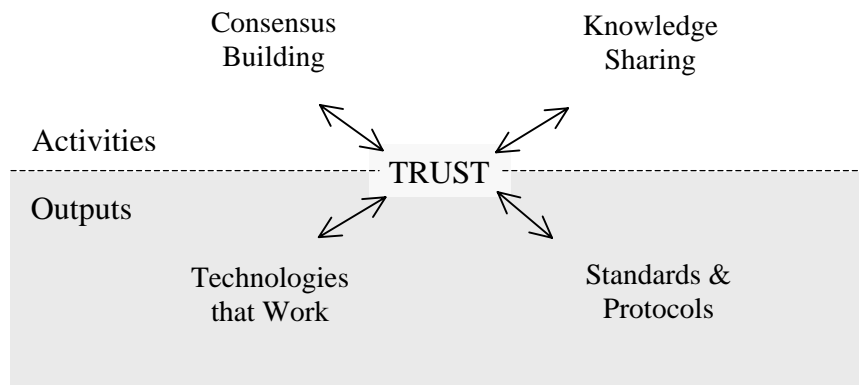 Consensus
Building
Knowledge
Sharing
Activities
TRUST
Outputs
Technologies
that Work
Standards &
Protocols